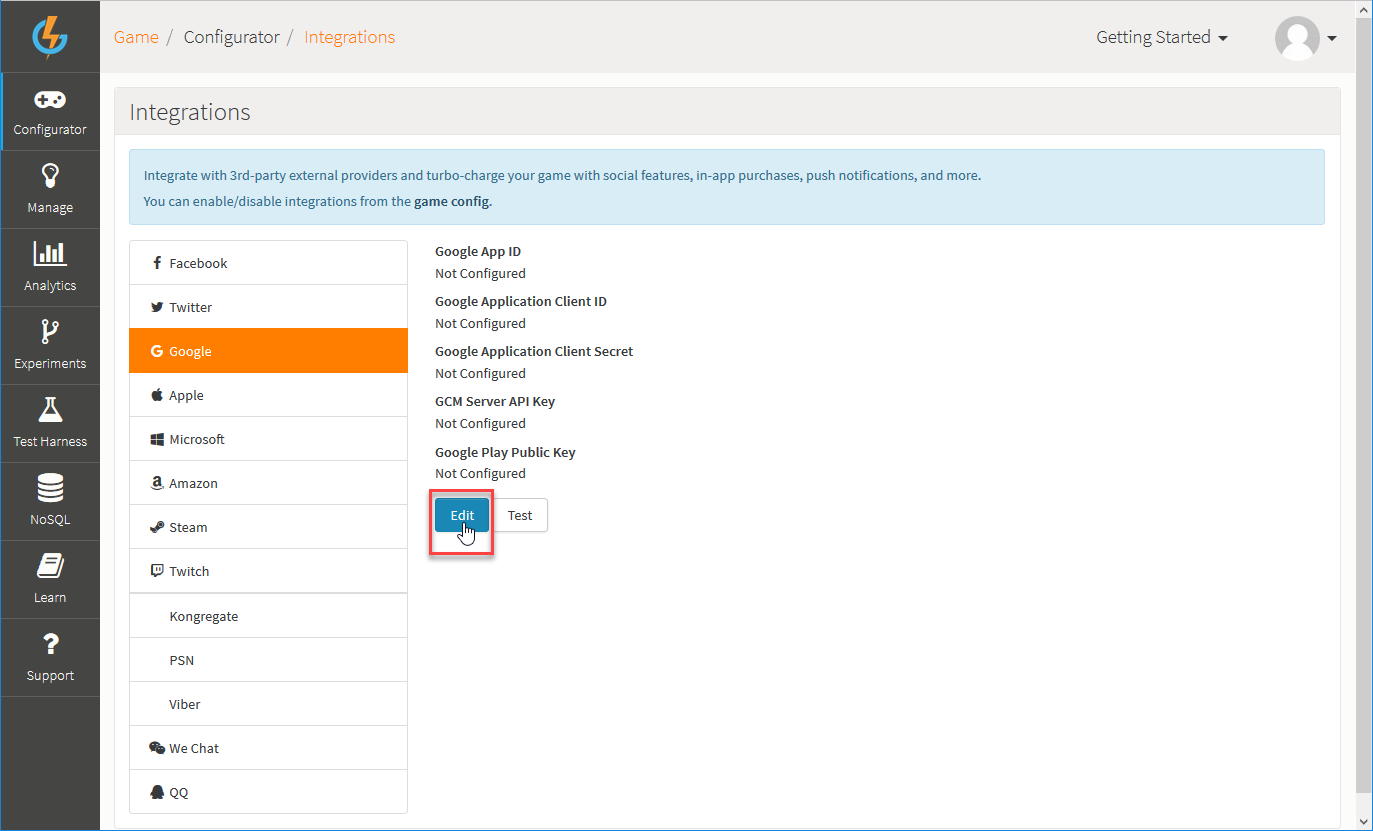 Game / Configurator / Integrations
Getting Started
Configurator
Manage
Analytics
Experiments
Test Harness
NoSQL
Learn
Support
Integrations
Integrate with 3rd-party external providers and turbo-charge your game with social features, in-app purchases, push notifications, and more.
You can enable/disable integrations from the game config.
Facebook
Twitter
Google
Apple
Microsoft
Amazon
Steam
Twitch
Kongregate
PSN
Viber
We Chat
QQ
Google App ID
Not Configured
Google Application Client ID
Not Configured
Google Application Client Secret
Not Configured
GCM Server API Key
Not Configured
Google Play Public Key
Not Configured
Edit
Test